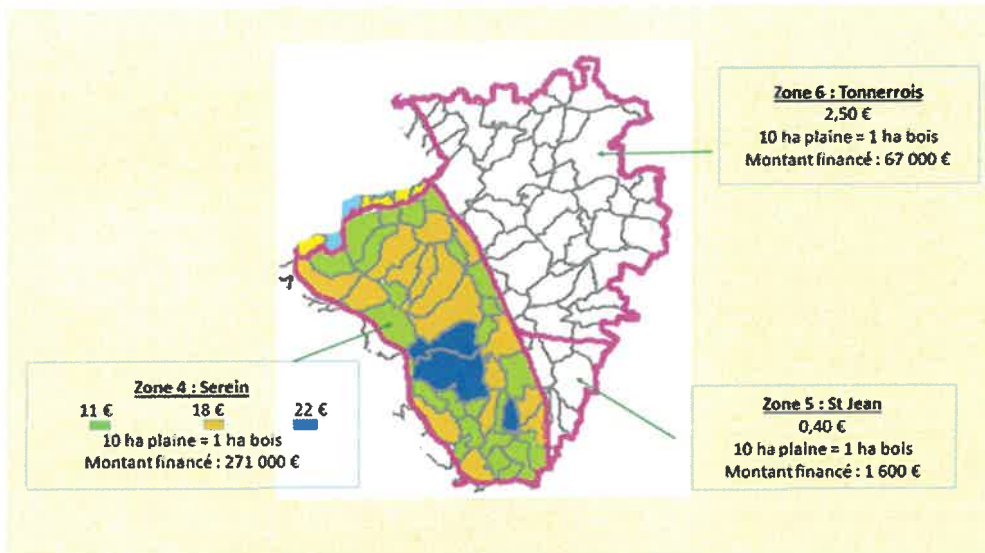 Zone 6 : Tonnerrois
2,50 €
10 ha plaine = 1 ha bois
Montant financé : 67 000 €
Zone 4 : Serein
11 € 18 € 22 €
10 ha plaine = 1 ha bois
Montant financé : 271 000 €
Zone 5 : St Jean
0,40 €
10 ha plaine = 1 ha bois
Montant financé : 1 600 €